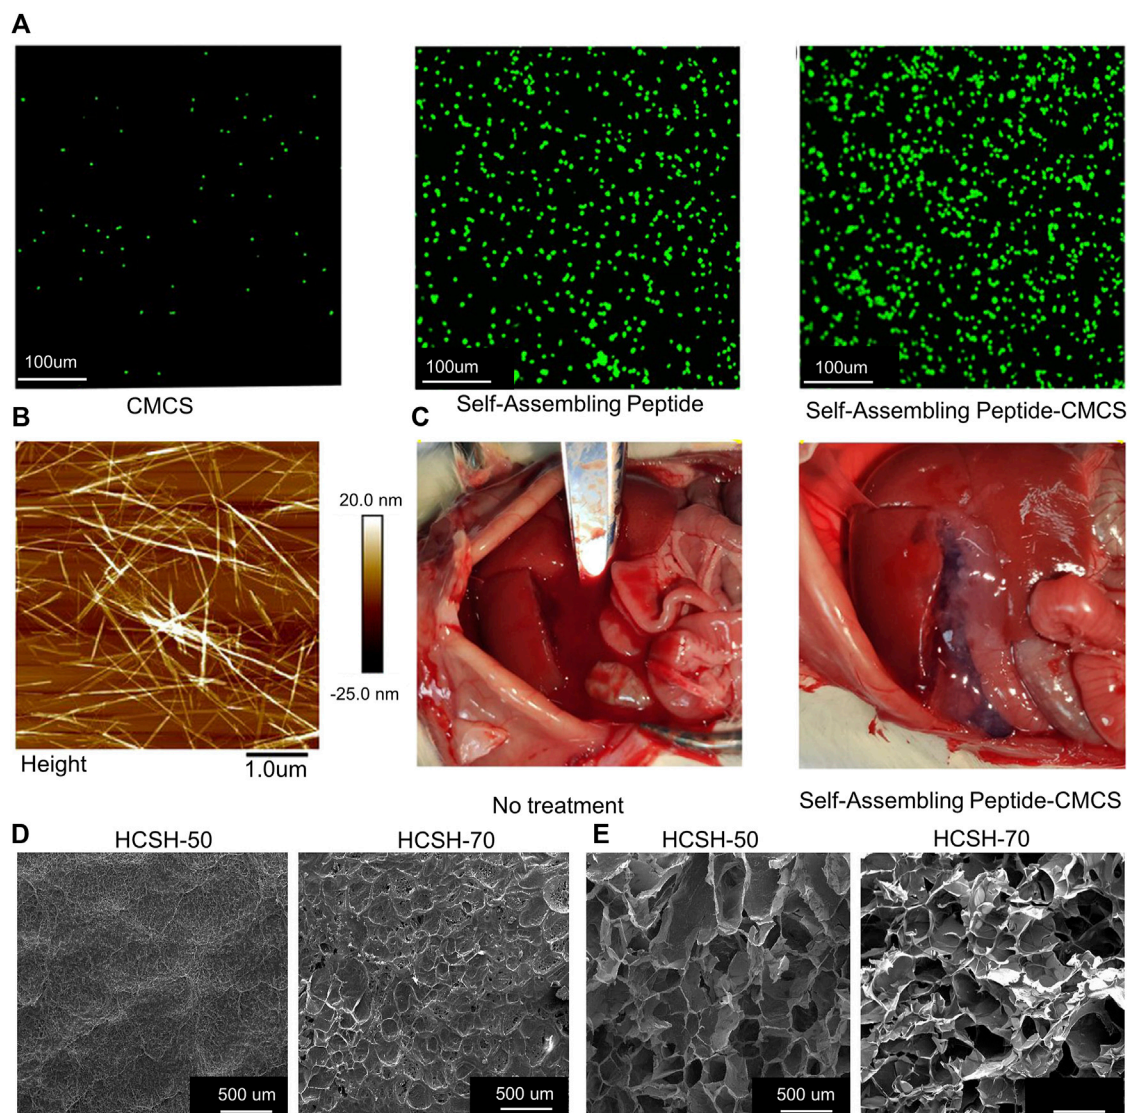 A
100um
100um
100um
CMCS
Self-Assembling Peptide
Self-Assembling Peptide-CMCS
B
C
20.0 nm
-25.0 nm
Height
1.0um
No treatment
Self-Assembling Peptide-CMCS
D
HCSH-50
HCSH-70
E
HCSH-50
HCSH-70
500 um
500 um
500 um